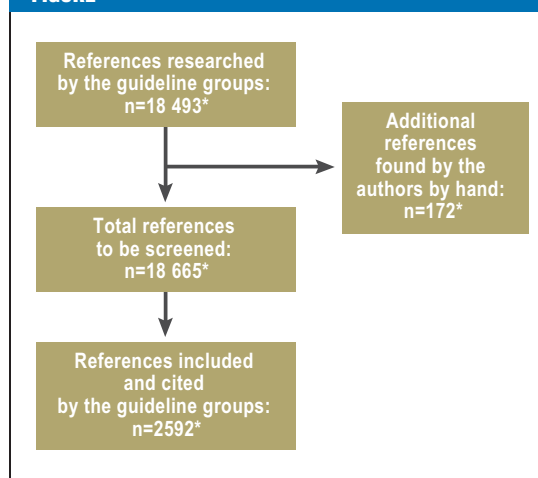 References researched
by the guideline groups:
n=18 493*
Additional
references
found by the
authors by hand:
n=172*
Total references
to be screened:
n=18 665*
References included
and cited
by the guideline groups:
n=2592*